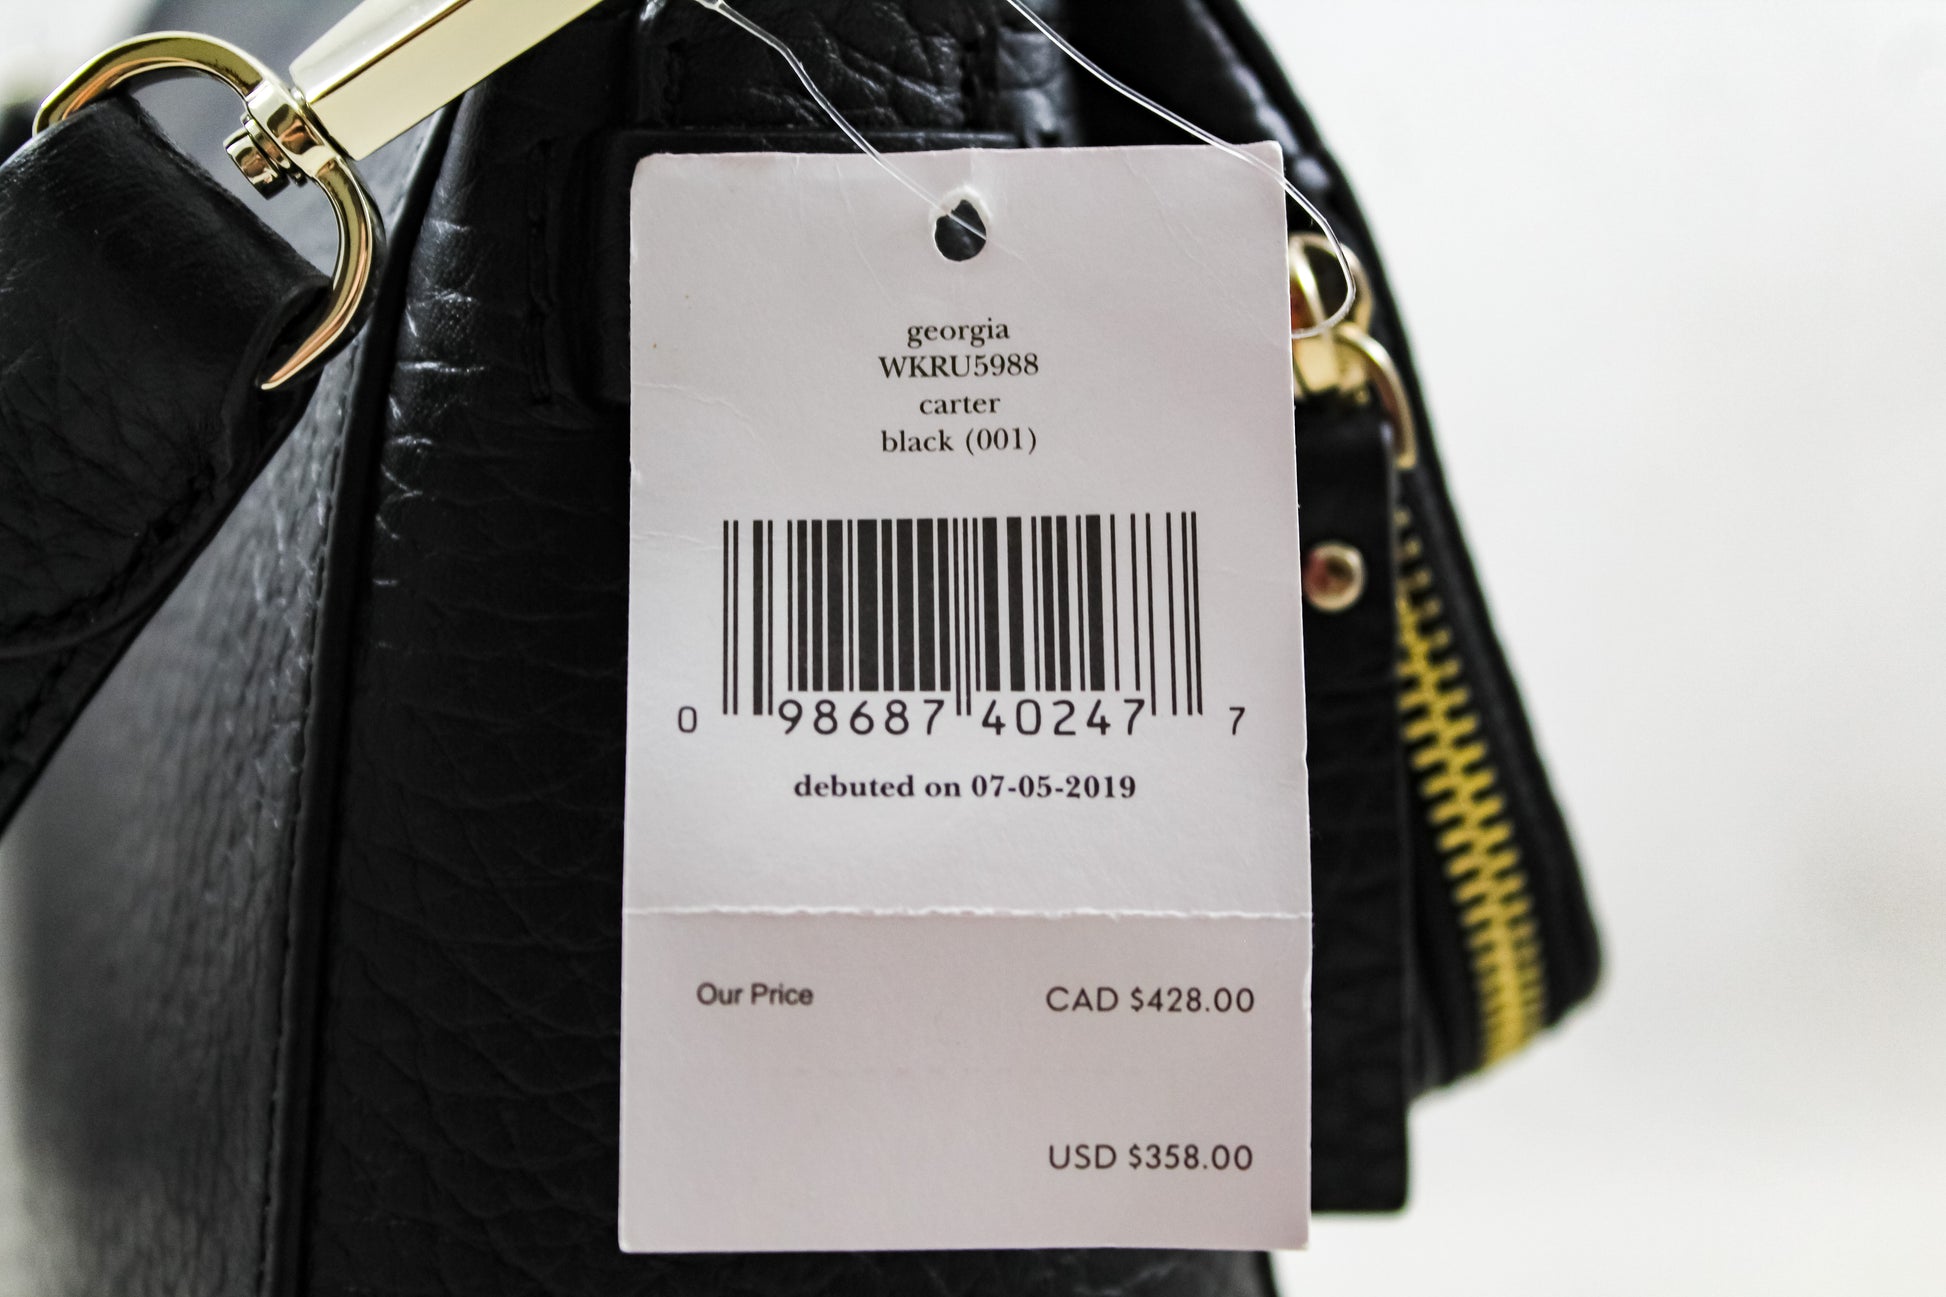 georgia
WKRU5988
carter
black (001)
0 98687 40247 7
debuted on 07-05-2019
Our Price CAD $428.00
USD $358.00